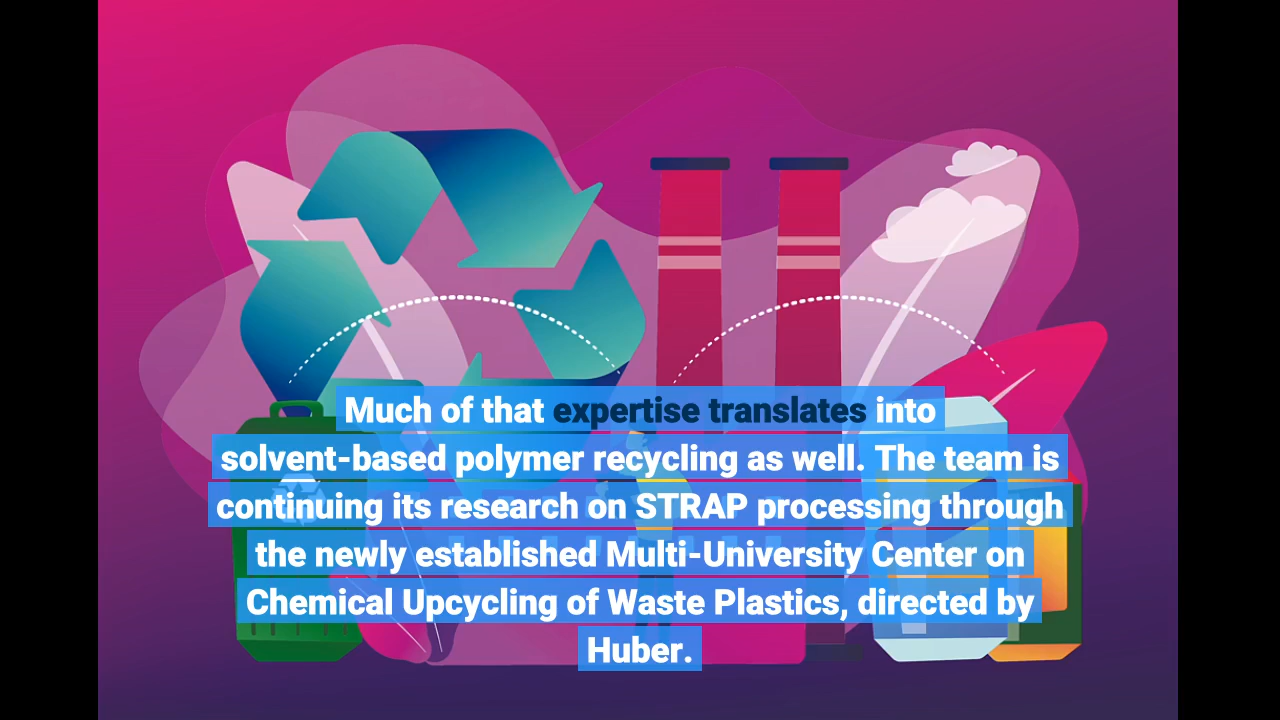 Much of that expertise translates into
solvent-based polymer recycling as well. The team is
continuing its research on STRAP processing through
the newly established Multi-University Center on
Chemical Upcycling of Waste Plastics, directed by
Huber.